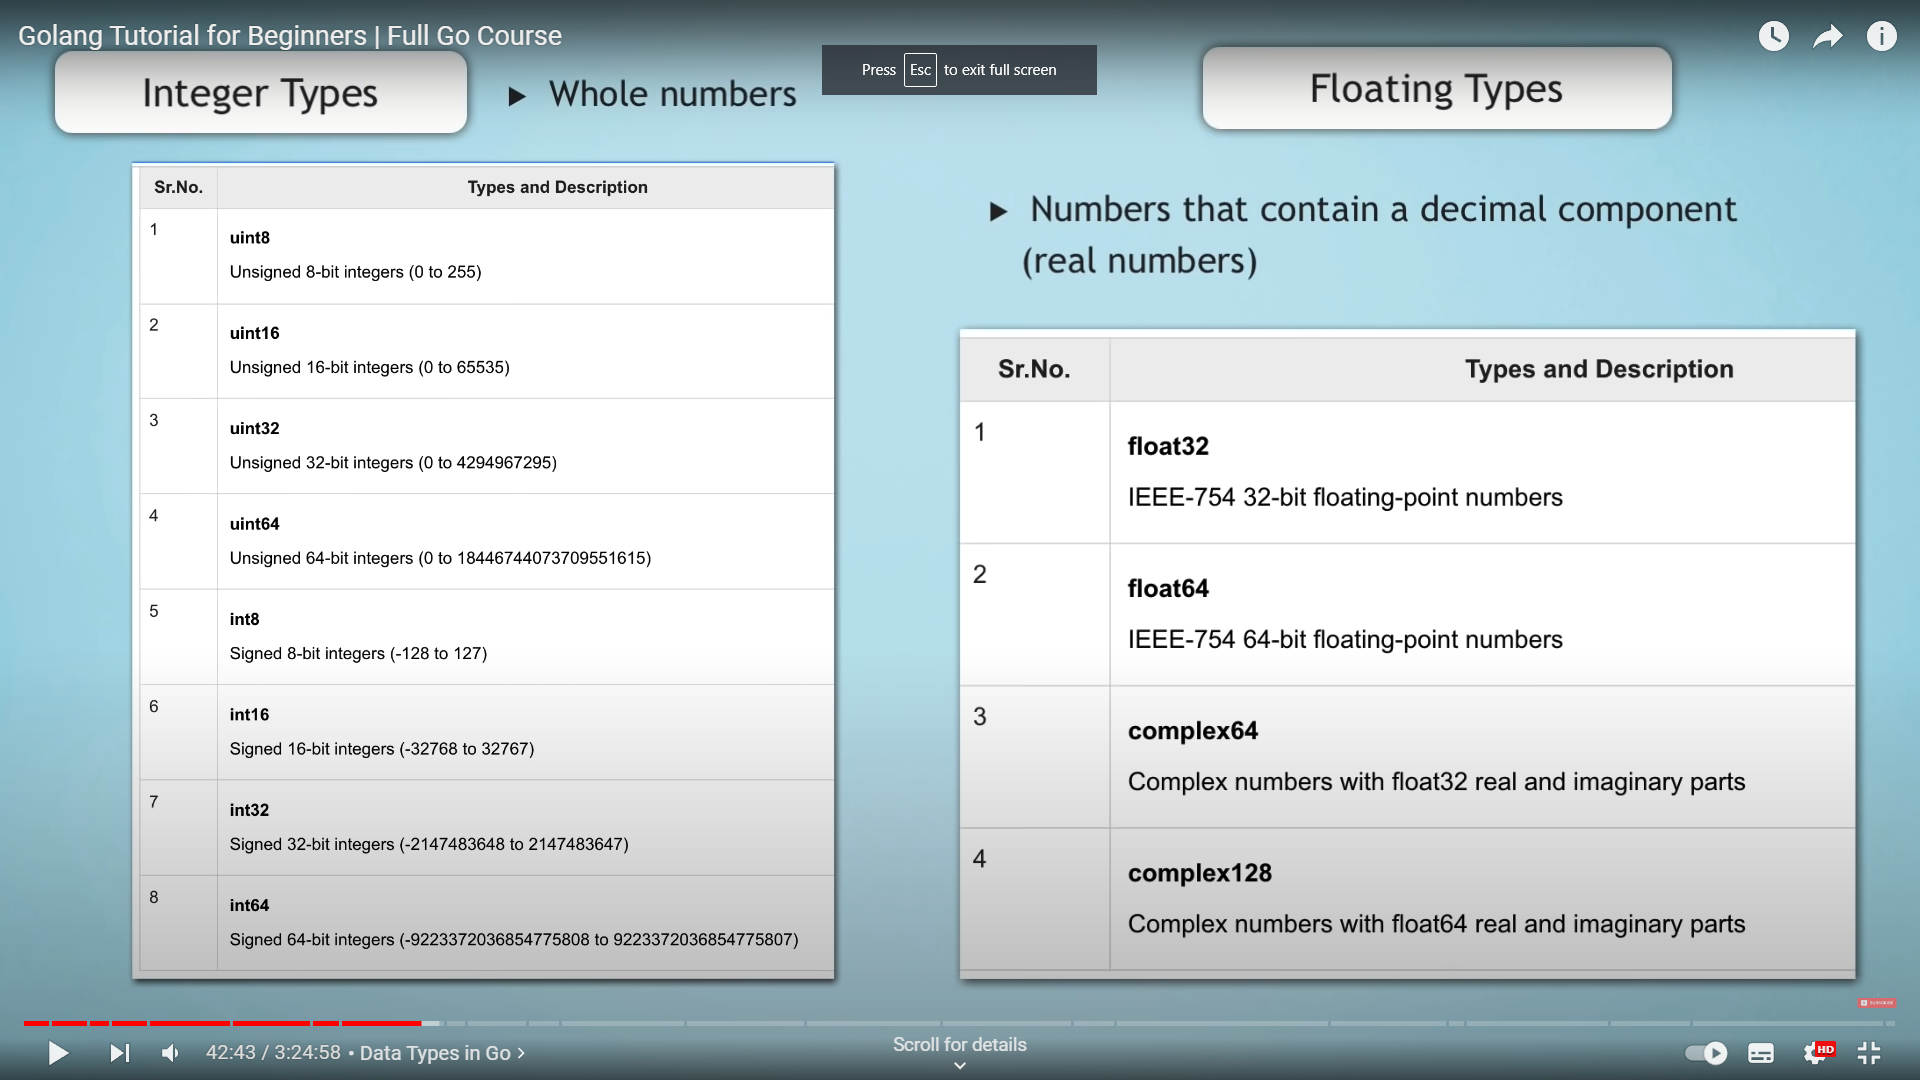 Golang Tutorial for Beginners | Full Go Course
Press Esc to exit full screen
Integer Types
▶ Whole numbers
Sr.No. Types and Description
1 uint8
Unsigned 8-bit integers (0 to 255)
2 uint16
Unsigned 16-bit integers (0 to 65535)
3 uint32
Unsigned 32-bit integers (0 to 4294967295)
4 uint64
Unsigned 64-bit integers (0 to 18446744073709551615)
5 int8
Signed 8-bit integers (-128 to 127)
6 int16
Signed 16-bit integers (-32768 to 32767)
7 int32
Signed 32-bit integers (-2147483648 to 2147483647)
8 int64
Signed 64-bit integers (-9223372036854775808 to 9223372036854775807)
Floating Types
▶ Numbers that contain a decimal component
(real numbers)
Sr.No. Types and Description
1 float32
IEEE-754 32-bit floating-point numbers
2 float64
IEEE-754 64-bit floating-point numbers
3 complex64
Complex numbers with float32 real and imaginary parts
4 complex128
Complex numbers with float64 real and imaginary parts
SUBSCRIBE
42:43 / 3:24:58 • Data Types in Go >
Scroll for details
HD